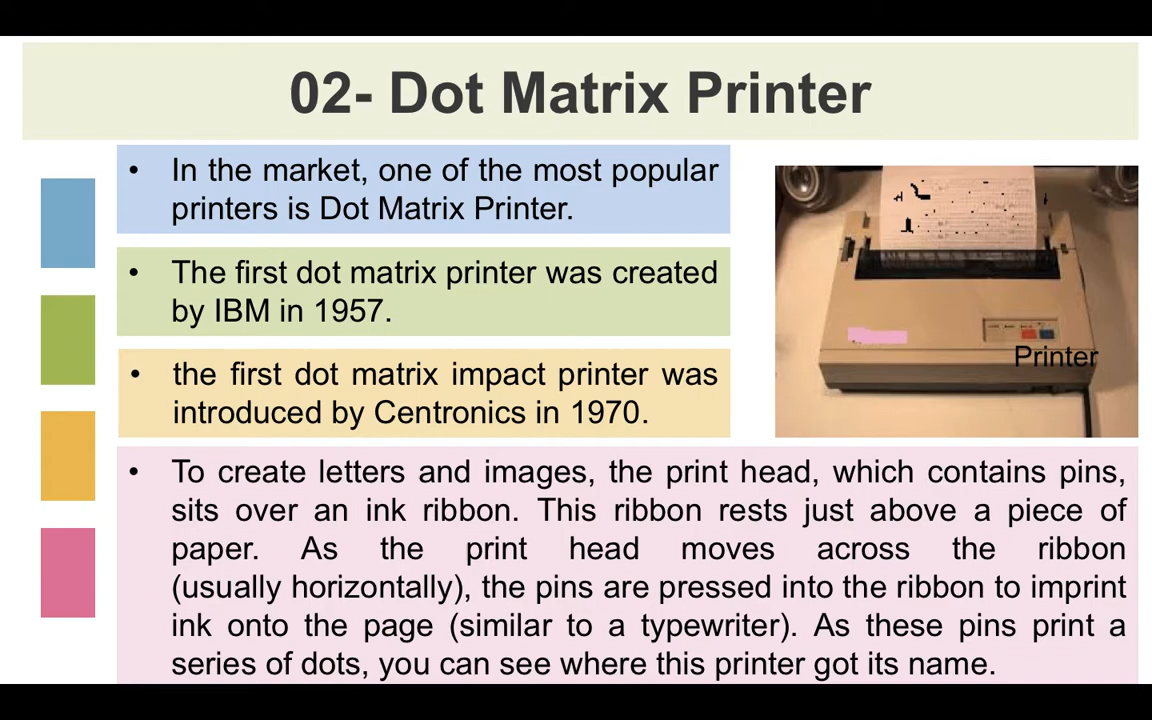 02- Dot Matrix Printer
• In the market, one of the most popular
printers is Dot Matrix Printer.
• The first dot matrix printer was created
by IBM in 1957.
• the first dot matrix impact printer was
introduced by Centronics in 1970.
Printer
• To create letters and images, the print head, which contains pins,
sits over an ink ribbon. This ribbon rests just above a piece of
paper. As the print head moves across the ribbon
(usually horizontally), the pins are pressed into the ribbon to imprint
ink onto the page (similar to a typewriter). As these pins print a
series of dots, you can see where this printer got its name.